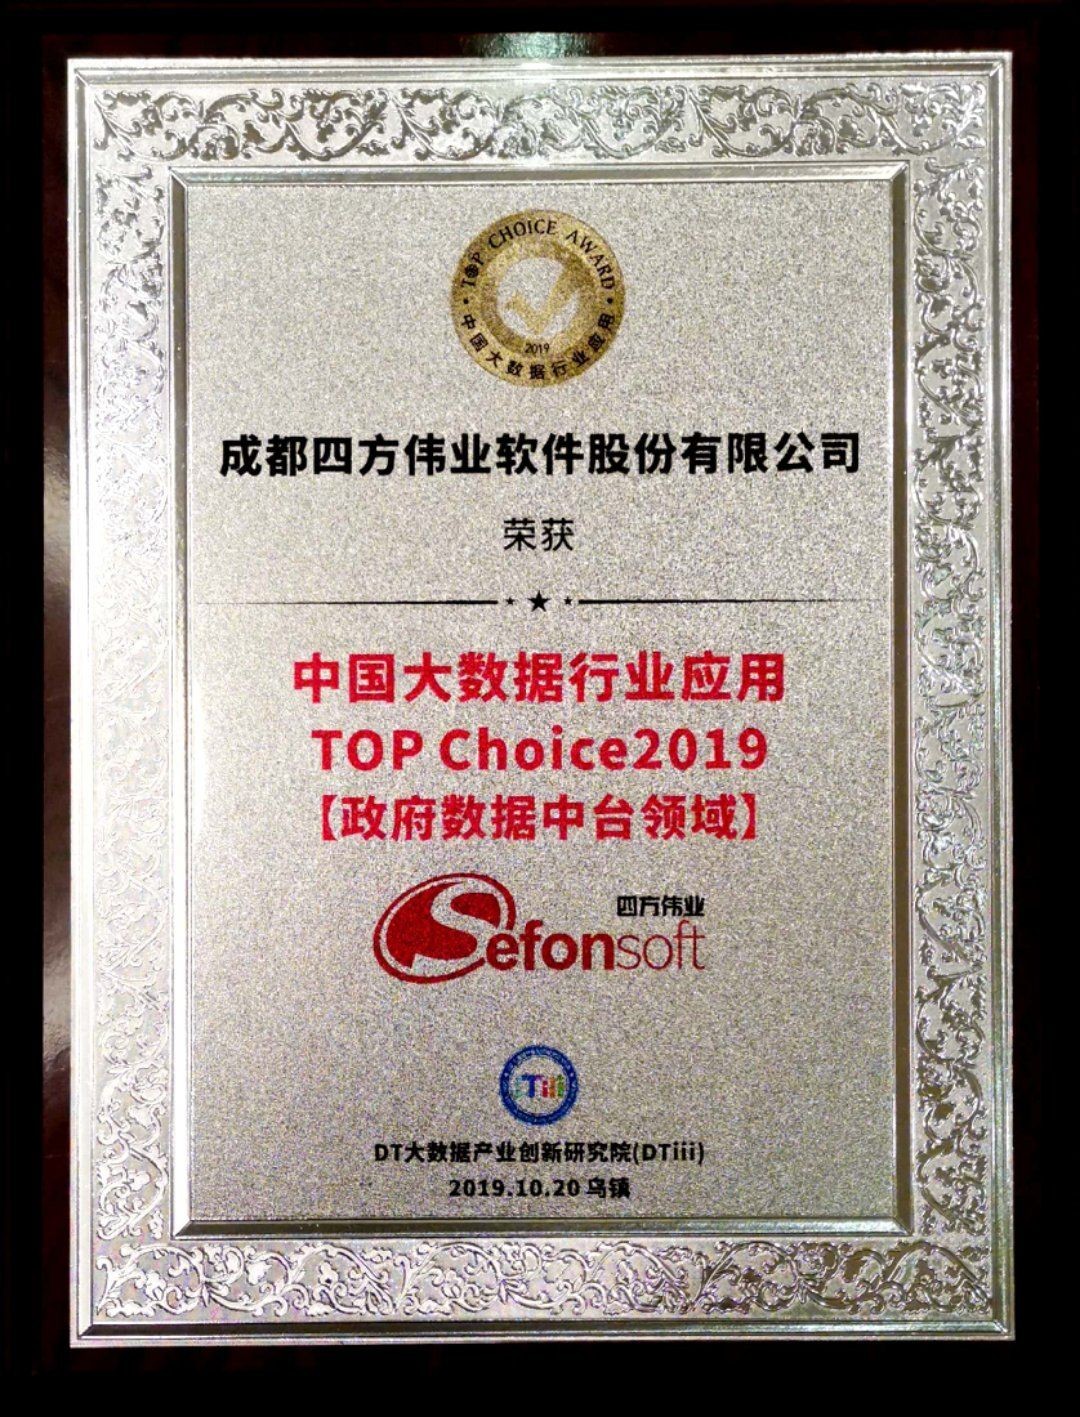 TOP CHOICE AWARD
2019
中国大数据行业应用
成都四方伟业软件股份有限公司
荣获
中国大数据行业应用
TOP Choice2019
【政府数据中台领域】
四方伟业
Sefonsoft
DTiii
DT大数据产业创新研究院(DTiii)
2019.10.20 乌镇